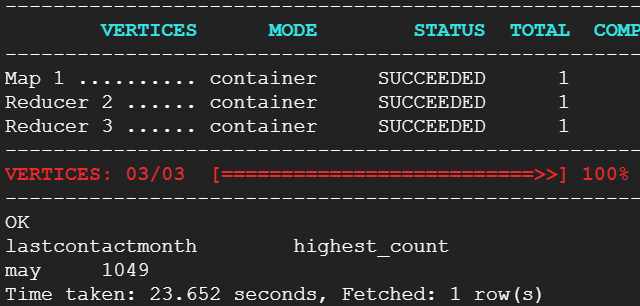 --------------------------------------------------------
        VERTICES      MODE        STATUS  TOTAL  COMP
--------------------------------------------------------
Map 1 .......... container     SUCCEEDED      1
Reducer 2 ...... container     SUCCEEDED      1
Reducer 3 ...... container     SUCCEEDED      1
--------------------------------------------------------
VERTICES: 03/03  [==========================>>] 100%
--------------------------------------------------------
OK
lastcontactmonth        highest_count
may     1049
Time taken: 23.652 seconds, Fetched: 1 row(s)